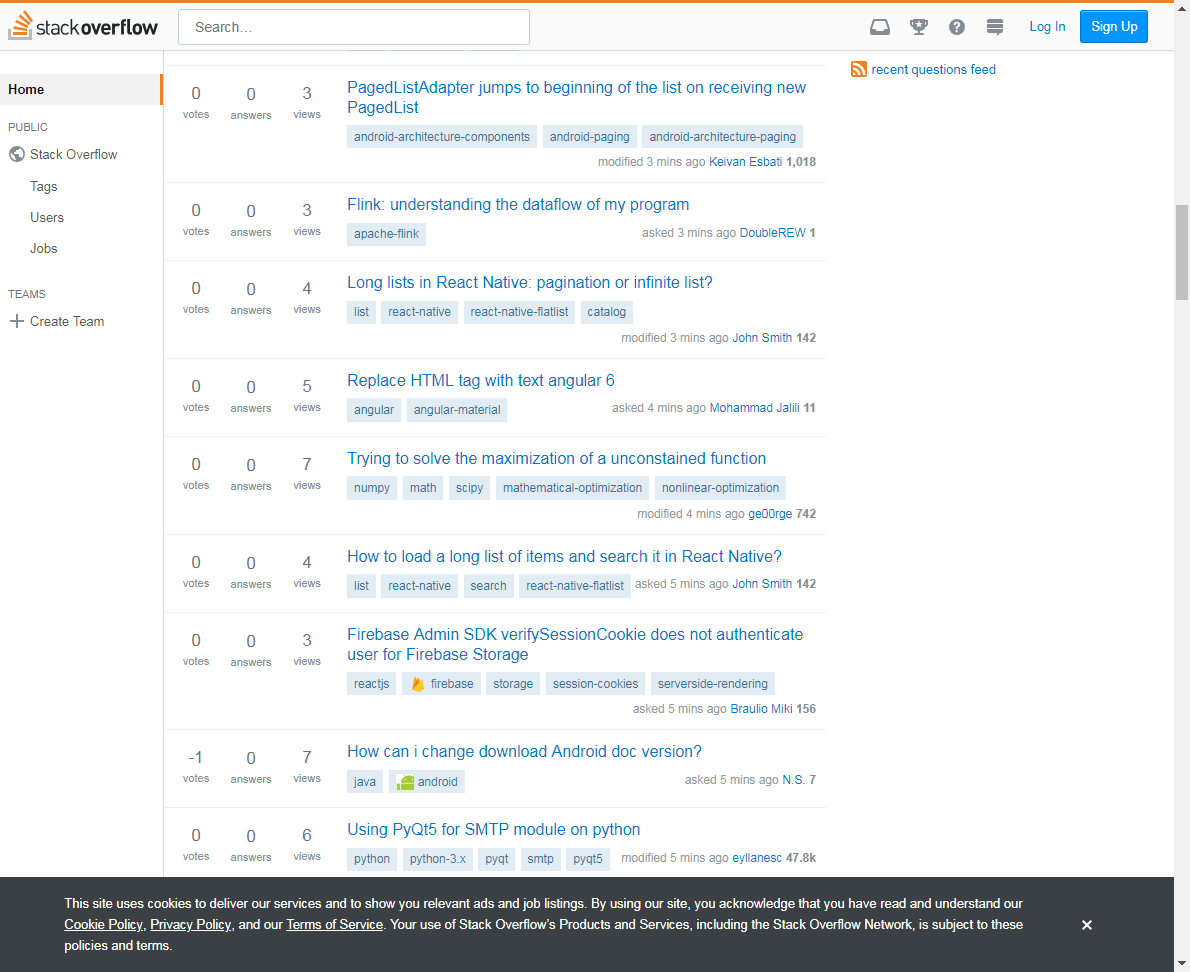 stackoverflow
Search…
Log In
Sign Up
Home
PUBLIC
Stack Overflow
Tags
Users
Jobs
TEAMS
Create Team
recent questions feed
0 votes 0 answers 3 views
PagedListAdapter jumps to beginning of the list on receiving new
PagedList
android-architecture-components android-paging android-architecture-paging
modified 3 mins ago Keivan Esbati 1,018
0 votes 0 answers 3 views
Flink: understanding the dataflow of my program
apache-flink
asked 3 mins ago DoubleREW 1
0 votes 0 answers 4 views
Long lists in React Native: pagination or infinite list?
list react-native react-native-flatlist catalog
modified 3 mins ago John Smith 142
0 votes 0 answers 5 views
Replace HTML tag with text angular 6
angular angular-material
asked 4 mins ago Mohammad Jalili 11
0 votes 0 answers 7 views
Trying to solve the maximization of a unconstained function
numpy math scipy mathematical-optimization nonlinear-optimization
modified 4 mins ago ge00rge 742
0 votes 0 answers 4 views
How to load a long list of items and search it in React Native?
list react-native search react-native-flatlist
asked 5 mins ago John Smith 142
0 votes 0 answers 3 views
Firebase Admin SDK verifySessionCookie does not authenticate
user for Firebase Storage
reactjs firebase storage session-cookies serverside-rendering
asked 5 mins ago Braulio Miki 156
-1 votes 0 answers 7 views
How can i change download Android doc version?
java android
asked 5 mins ago N.S. 7
0 votes 0 answers 6 views
Using PyQt5 for SMTP module on python
python python-3.x pyqt smtp pyqt5
modified 5 mins ago eyllanesc 47.8k
This site uses cookies to deliver our services and to show you relevant ads and job listings. By using our site, you acknowledge that you have read and understand our
Cookie Policy, Privacy Policy, and our Terms of Service. Your use of Stack Overflow's Products and Services, including the Stack Overflow Network, is subject to these
policies and terms.